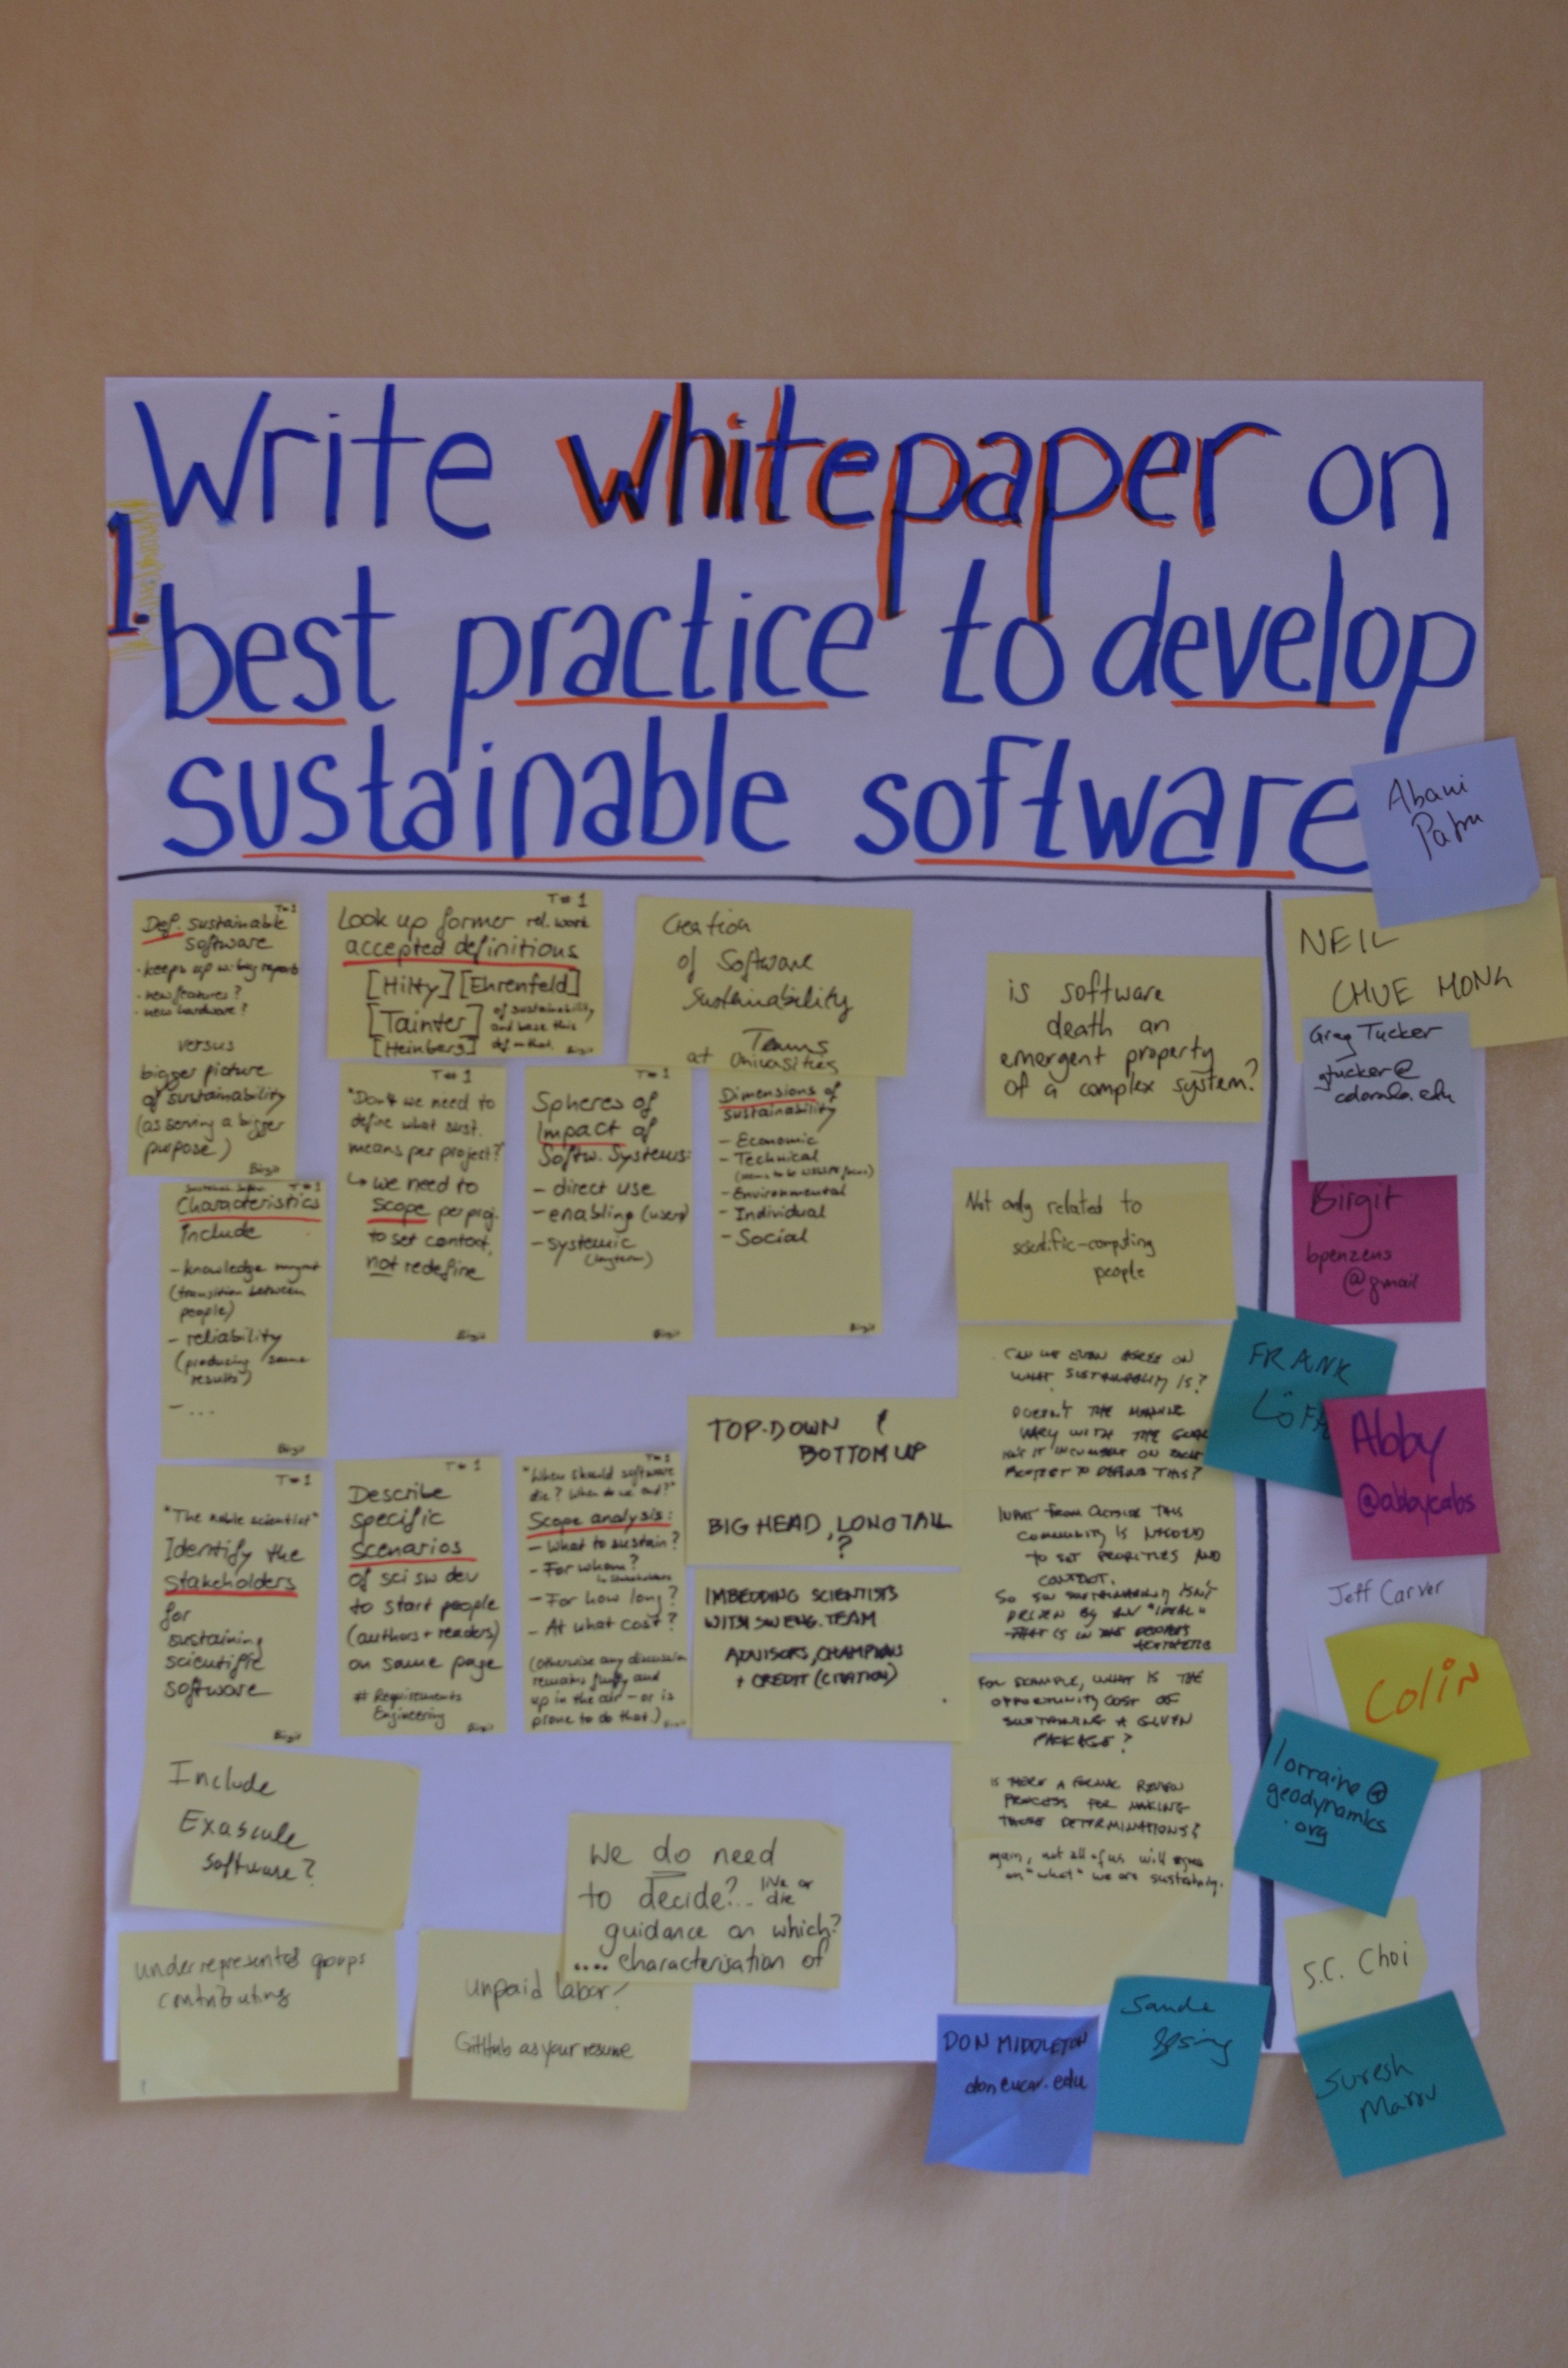 Write whitepaper on
1.
best practice to develop
sustainable software
T#1
Def. sustainable
software
- keeps up w. bug reports
- new features?
- new hardware?
versus
bigger picture
of sustainability
(as serving a bigger
purpose)
Birgit
T#1
Look up former rel. work
accepted definitions
[Hilty] [Ehrenfeld]
[Tainter] of sustainability
and base this
[Heinberg] def. on that.
Birgit
Creation
of Software
Sustainability
Teams
at Universities
is software
death an
emergent property
of a complex system?
T#1
Characteristics
include
- knowledge mngmt
(transition between
people)
- reliability
(producing same
results)
- ...
Birgit
T#1
"Don't we need to
define what sust.
means per project?
↳ we need to
scope per proj.
to set context,
not redefine
Birgit
T#1
Spheres of
Impact of
Softw. Systems:
- direct use
- enabling (users)
- systemic
(longterm)
Birgit
Dimensions of
sustainability
- Economic
- Technical
- Environmental
- Individual
- Social
Birgit
Not only related to
scientific-computing
people
T#1
"The noble scientist"
Identify the
stakeholders
for
sustaining
scientific
software
Birgit
T#1
Describe
specific
scenarios
of sci sw dev
to start people
(authors + readers)
on same page
# Requirements
Engineering
Birgit
T#1
"When should software
die? When do we end?"
Scope analysis:
- What to sustain?
- For whom?
↳ Stakeholders
- For how long?
- At what cost?
(otherwise any discussion
remains fluffy and
up in the air - or is
prone to do that.)
Birgit
TOP-DOWN &
BOTTOM UP
BIG HEAD, LONG TAIL
?
IMBEDDING SCIENTISTS
WITH SW ENG. TEAM
ADVISORS, CHAMPIONS
+ CREDIT (CITATION)
CAN WE EVEN AGREE ON
WHAT SUSTAINABILITY IS?
DOESN'T THE MEANING
VARY WITH THE GOAL
ISN'T IT INCUMBENT ON EACH
PROJECT TO DEFINE THIS?
INPUT FROM OUTSIDE THIS
COMMUNITY IS NEEDED
TO SET PRIORITIES AND
CONTEXT.
SO SW SUSTAINABILITY ISN'T
DRIVEN BY AN "IDEAL"
THAT IS IN THE
FOR EXAMPLE, WHAT IS THE
OPPORTUNITY COST OF
SUSTAINING A GIVEN
PACKAGE?
IS THERE A FORMAL REVIEW
PROCESS FOR MAKING
THOSE DETERMINATIONS?
again, not all of us will agree
on "what" we are sustaining.
Include
Exascale
software?
We do need
to decide?.. live or
die
guidance on which?
.... characterisation of
underrepresented groups
contributing
unpaid labor!
GitHub as your resume
Abani
Patra
NEIL
CHUE HONG
Greg Tucker
gtucker@
colorado.edu
Birgit
bpenzens
@gmail
FRANK
LÖFF
Abby
@abbycabs
Jeff Carver
Colin
lorraine@
geodynamics
.org
S.C. Choi
Suresh
Marru
DON MIDDLETON
don@ucar.edu
Sandra
Gesing